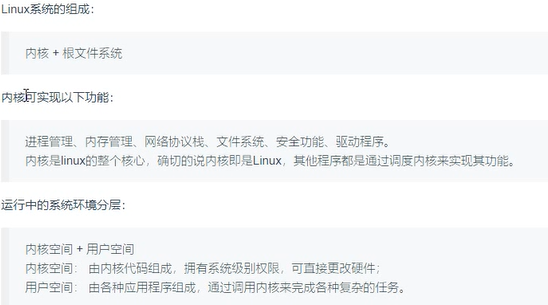 Linux系统的组成：
内核 + 根文件系统
内核可实现以下功能：
进程管理、内存管理、网络协议栈、文件系统、安全功能、驱动程序。
内核是linux的整个核心，确切的说内核即是Linux，其他程序都是通过调度内核来实现其功能。
运行中的系统环境分层：
内核空间 + 用户空间
内核空间： 由内核代码组成，拥有系统级别权限，可直接更改硬件；
用户空间： 由各种应用程序组成，通过调用内核来完成各种复杂的任务。